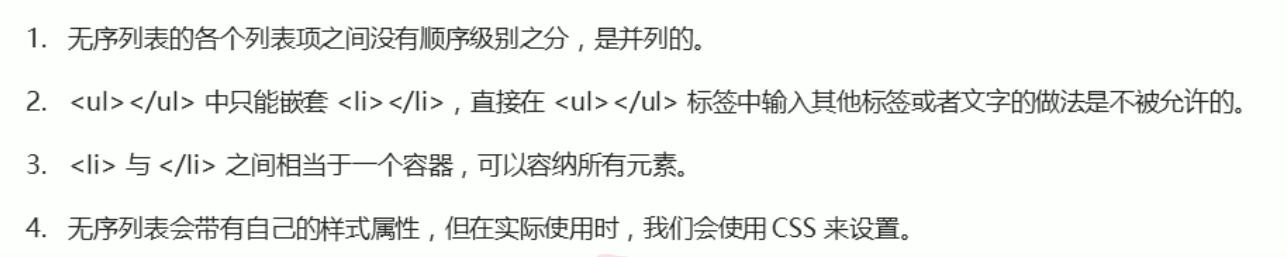 1. 无序列表的各个列表项之间没有顺序级别之分，是并列的。
2. <ul></ul> 中只能嵌套 <li></li>，直接在 <ul></ul> 标签中输入其他标签或者文字的做法是不被允许的。
3. <li> 与 </li> 之间相当于一个容器，可以容纳所有元素。
4. 无序列表会带有自己的样式属性，但在实际使用时，我们会使用 CSS 来设置。